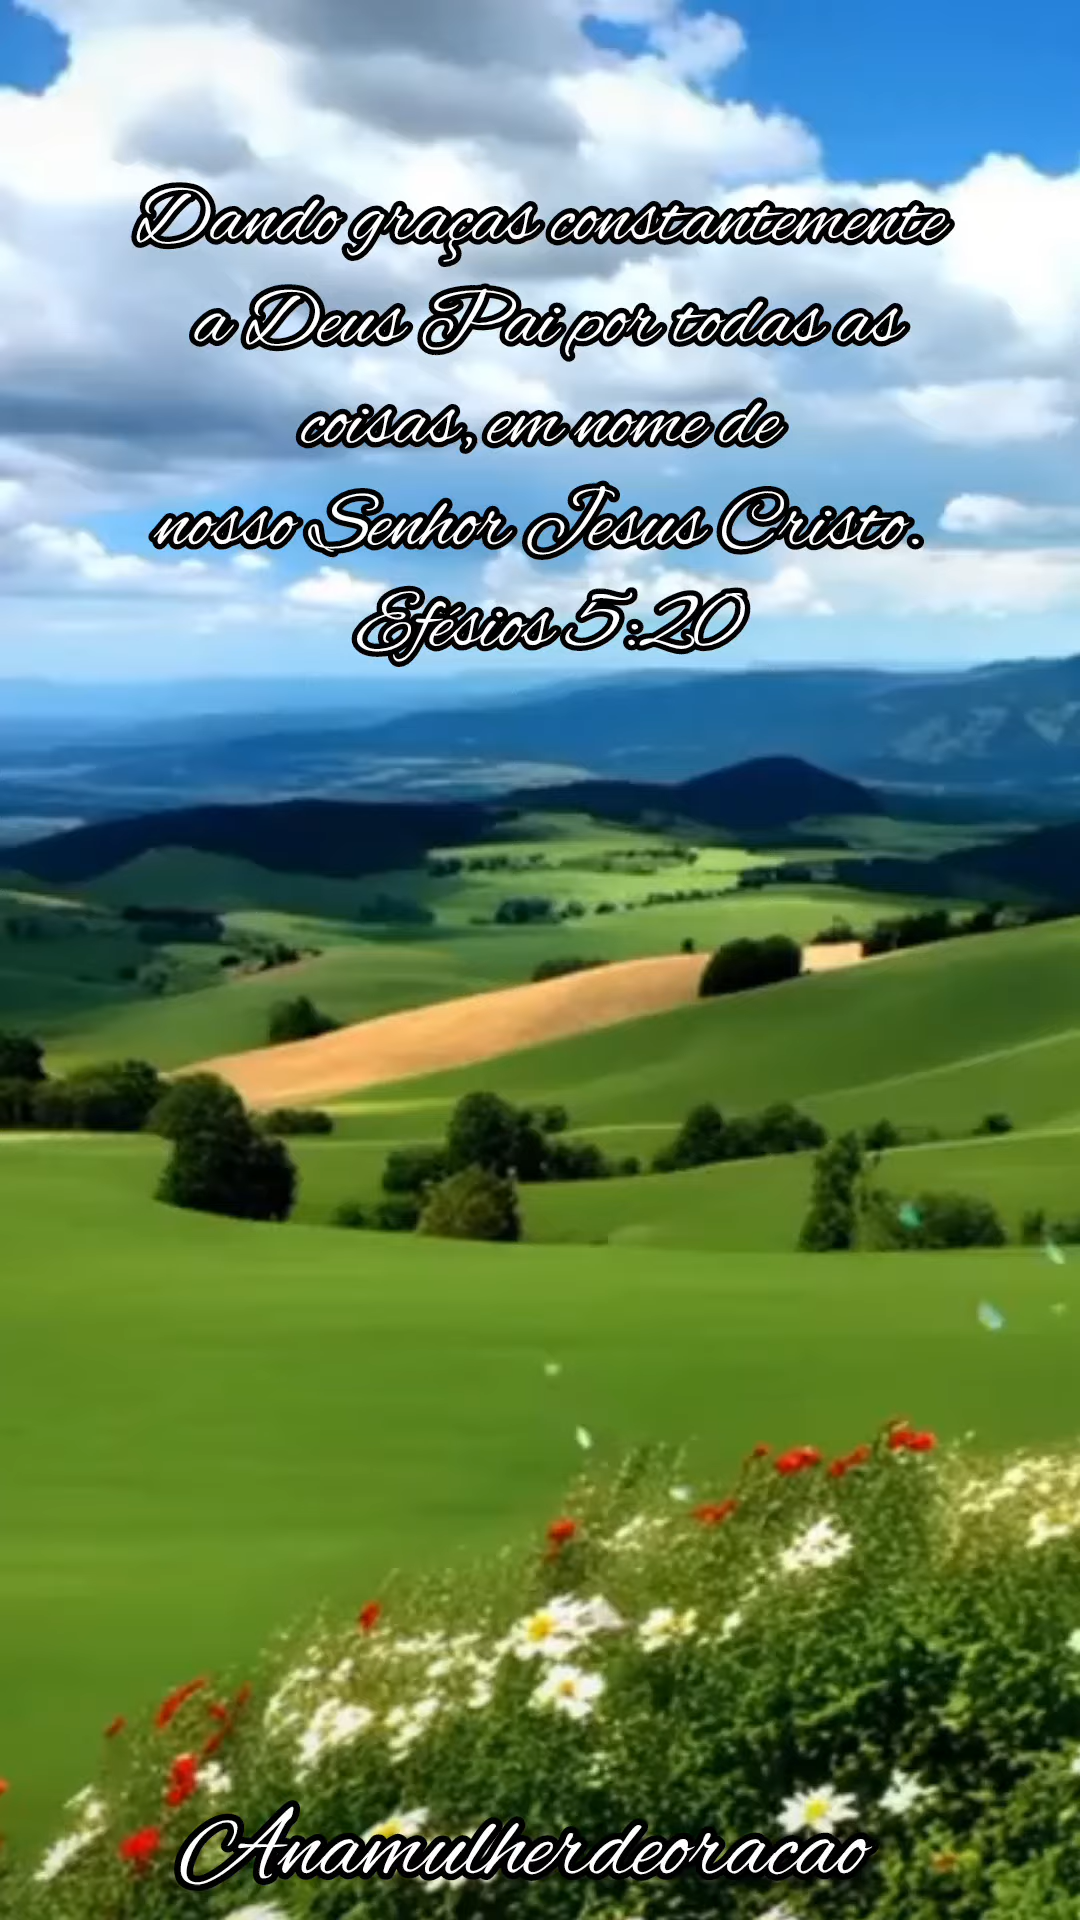 Dando graças constantemente
a Deus Pai por todas as
coisas, em nome de
nosso Senhor Jesus Cristo.
Efésios 5:20
Anamulherdeoracao